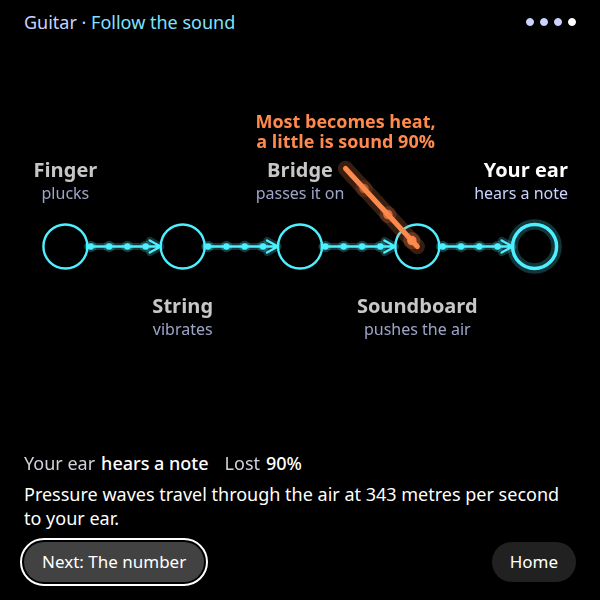 Guitar · Follow the sound
Most becomes heat,
a little is sound 90%
Finger
plucks
Bridge
passes it on
Your ear
hears a note
String
vibrates
Soundboard
pushes the air
Your ear hears a note Lost 90%
Pressure waves travel through the air at 343 metres per second
to your ear.
Next: The number
Home